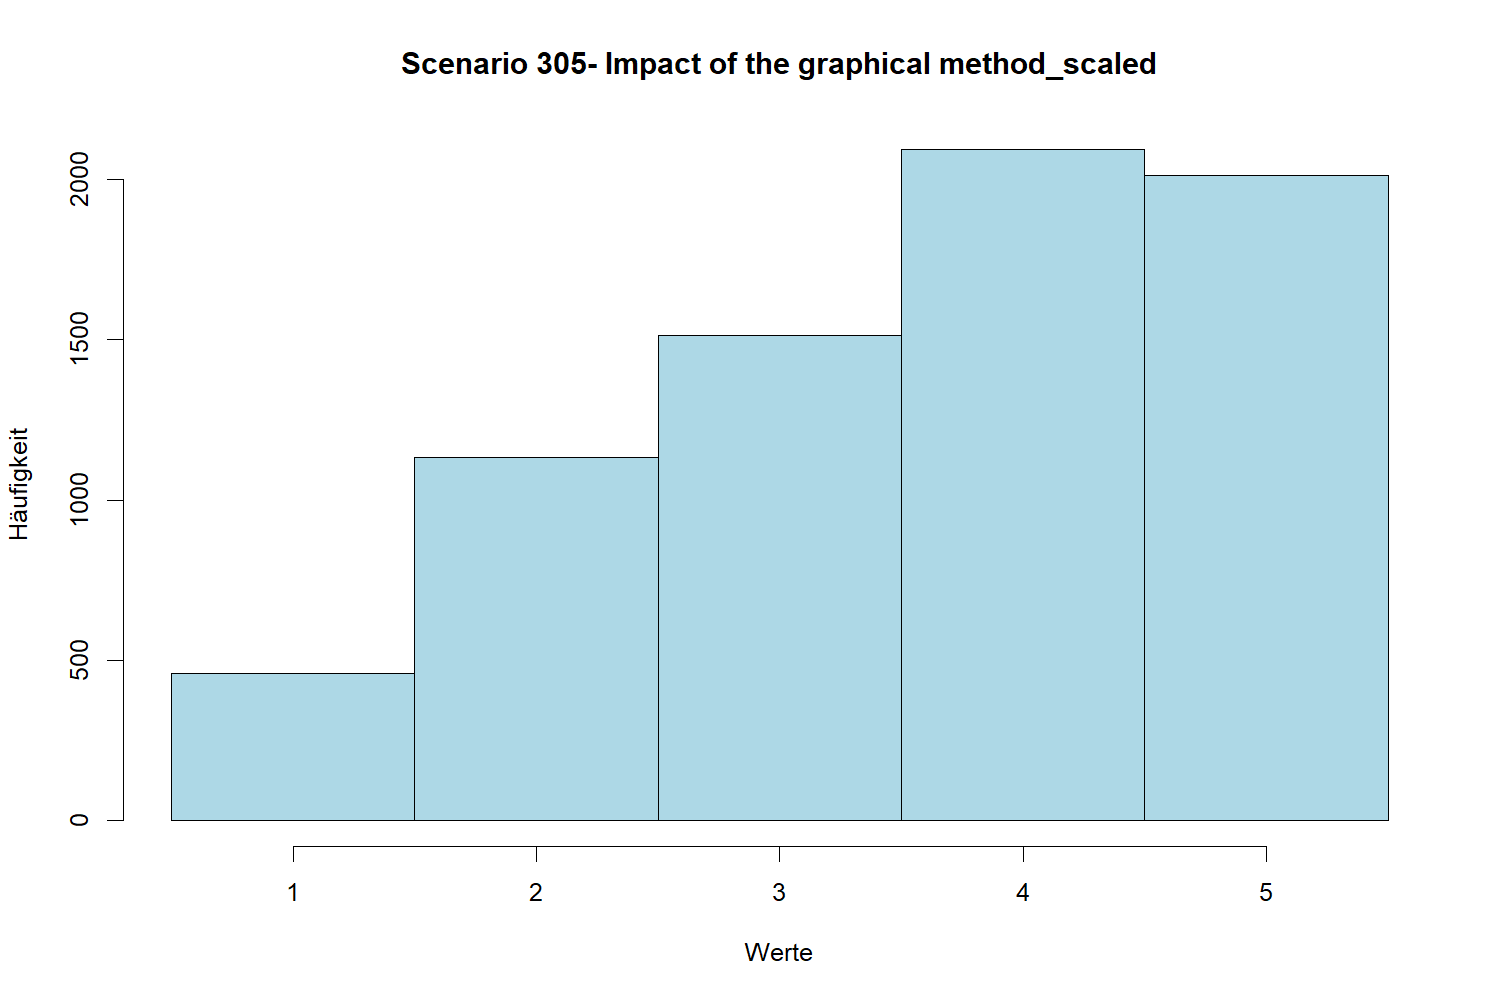 Scenario 305- Impact of the graphical method_scaled
Häufigkeit
2000
1500
1000
500
0
1 2 3 4 5
Werte